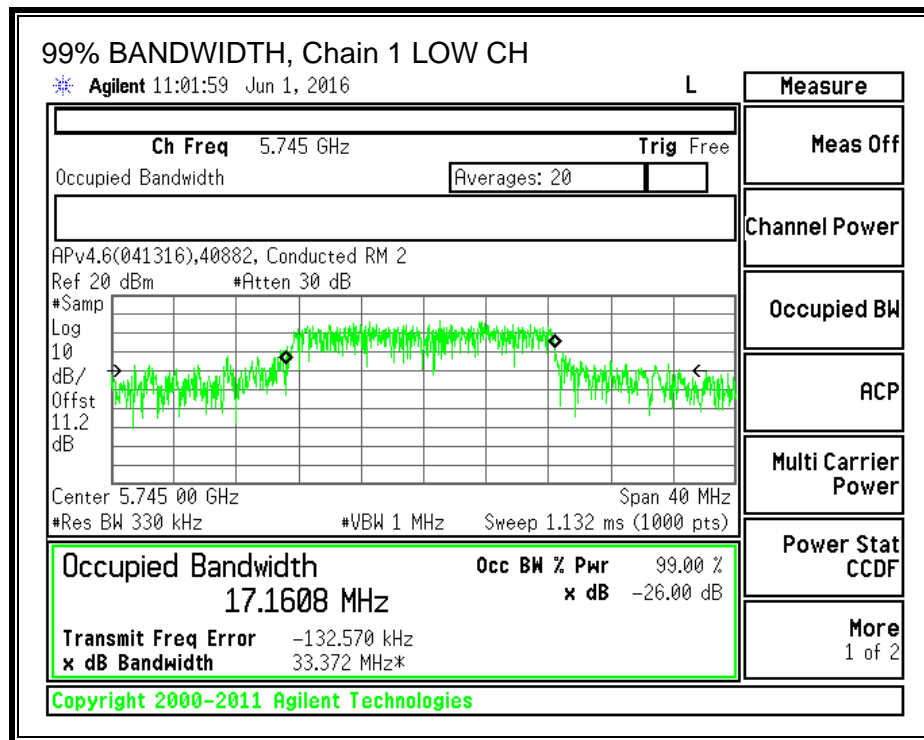 99% BANDWIDTH, Chain 1 LOW CH
Agilent 11:01:59 Jun 1, 2016 L
Measure
Ch Freq 5.745 GHz Trig Free
Occupied Bandwidth Averages: 20
APv4.6(041316),40882, Conducted RM 2
Ref 20 dBm #Atten 30 dB
#Samp
Log
10
dB/
Offst
11.2
dB
Center 5.745 00 GHz Span 40 MHz
#Res BW 330 kHz #VBW 1 MHz Sweep 1.132 ms (1000 pts)
Occupied Bandwidth
17.1608 MHz
Occ BW % Pwr 99.00 %
x dB -26.00 dB
Transmit Freq Error -132.570 kHz
x dB Bandwidth 33.372 MHz*
Meas Off
Channel Power
Occupied BW
ACP
Multi Carrier
Power
Power Stat
CCDF
More
1 of 2
Copyright 2000-2011 Agilent Technologies